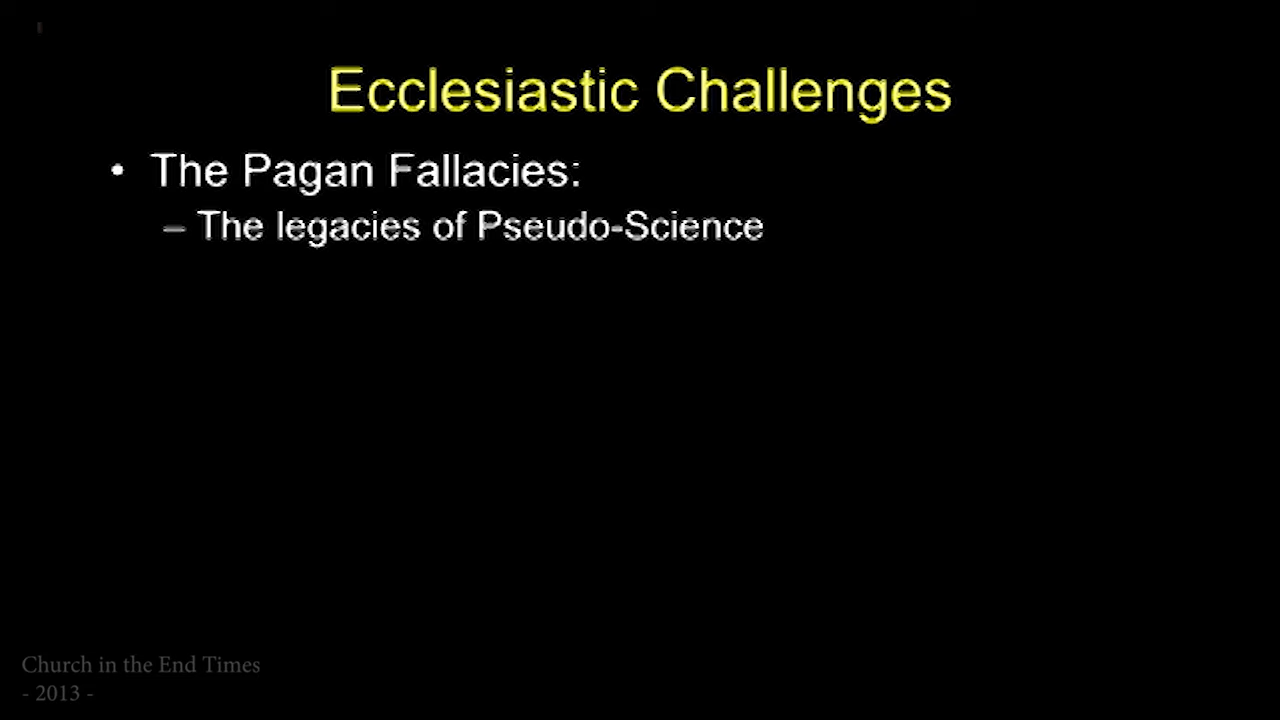 Ecclesiastic Challenges
• The Pagan Fallacies:
– The legacies of Pseudo-Science
Church in the End Times
- 2013 -